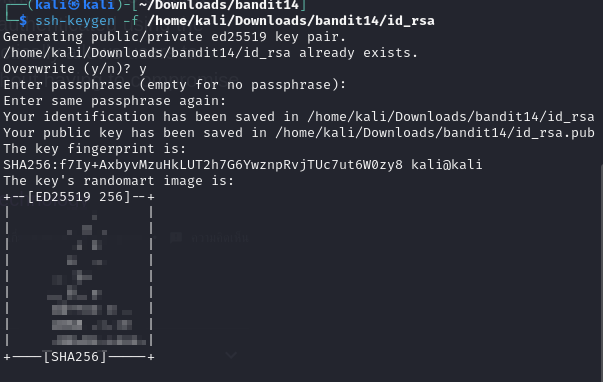 ┌──(kali㉿kali)-[~/Downloads/bandit14]
└─$ ssh-keygen -f /home/kali/Downloads/bandit14/id_rsa
Generating public/private ed25519 key pair.
/home/kali/Downloads/bandit14/id_rsa already exists.
Overwrite (y/n)? y
Enter passphrase (empty for no passphrase):
Enter same passphrase again:
Your identification has been saved in /home/kali/Downloads/bandit14/id_rsa
Your public key has been saved in /home/kali/Downloads/bandit14/id_rsa.pub
The key fingerprint is:
SHA256:f7Iy+AxbyvMzuHkLUT2h7G6YwznpRvjTUc7ut6W0zy8 kali@kali
The key's randomart image is:
+--[ED25519 256]--+
+----[SHA256]-----+